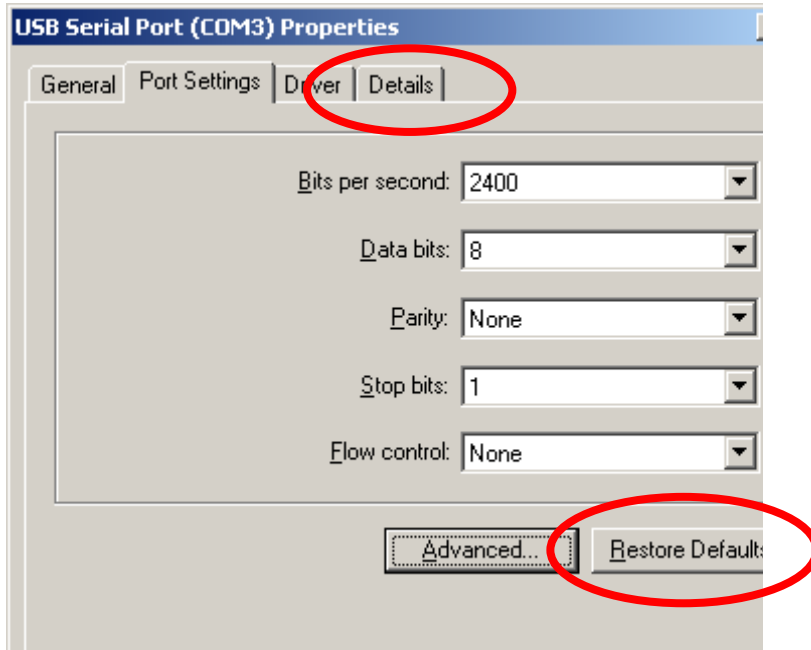 USB Serial Port (COM3) Properties
General Port Settings Driver Details
Bits per second: 2400
Data bits: 8
Parity: None
Stop bits: 1
Flow control: None
Advanced... Restore Defaults